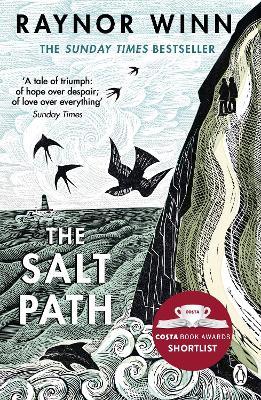 RAYNOR WINN
THE SUNDAY TIMES BESTSELLER
'A tale of triumph:
of hope over despair;
of love over everything'
Sunday Times
THE
SALT
PATH
COSTA
COSTA BOOK AWARDS
SHORTLIST